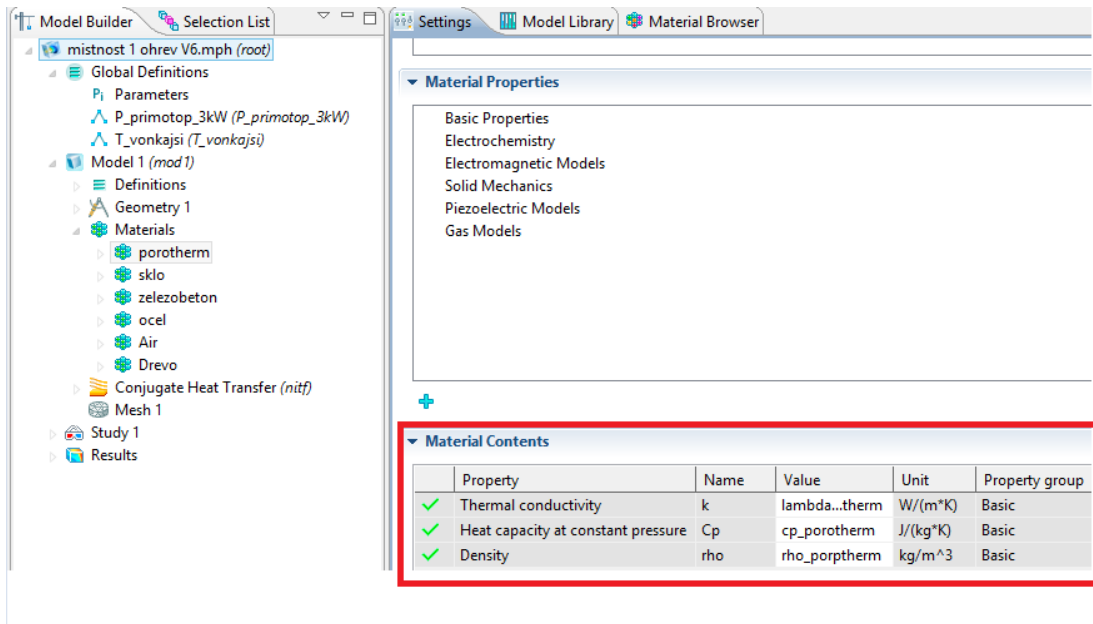 Model Builder
Selection List
mistnost 1 ohrev V6.mph (root)
Global Definitions
Pi Parameters
P_primotop_3kW (P_primotop_3kW)
T_vonkajsi (T_vonkajsi)
Model 1 (mod1)
Definitions
Geometry 1
Materials
porotherm
sklo
zelezobeton
ocel
Air
Drevo
Conjugate Heat Transfer (nitf)
Mesh 1
Study 1
Results
Settings
Model Library
Material Browser
Material Properties
Basic Properties
Electrochemistry
Electromagnetic Models
Solid Mechanics
Piezoelectric Models
Gas Models
Material Contents
Property Name Value Unit Property group
Thermal conductivity k lambda...therm W/(m*K) Basic
Heat capacity at constant pressure Cp cp_porotherm J/(kg*K) Basic
Density rho rho_porptherm kg/m^3 Basic